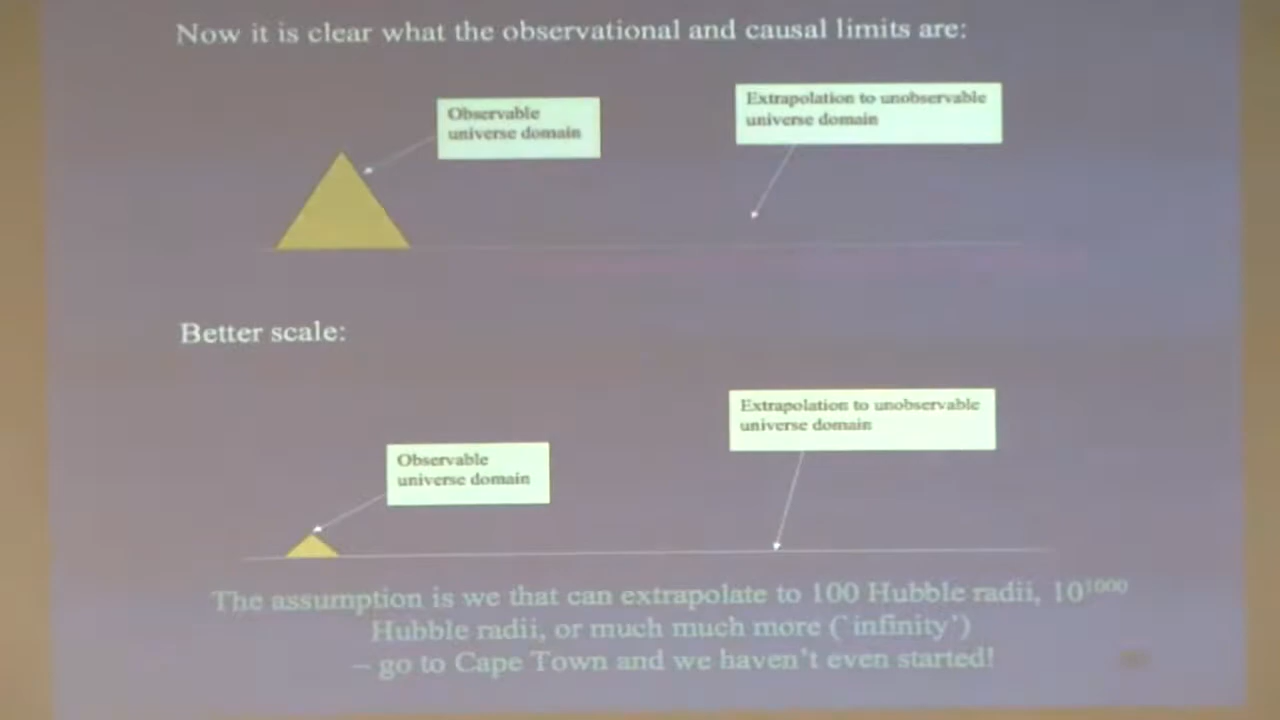 Now it is clear what the observational and causal limits are:
Observable
universe domain
Extrapolation to unobservable
universe domain
Better scale:
Extrapolation to unobservable
universe domain
Observable
universe domain
The assumption is we that can extrapolate to 100 Hubble radii, 10¹⁰⁰⁰
Hubble radii, or much much more (‘infinity’)
– go to Cape Town and we haven’t even started!